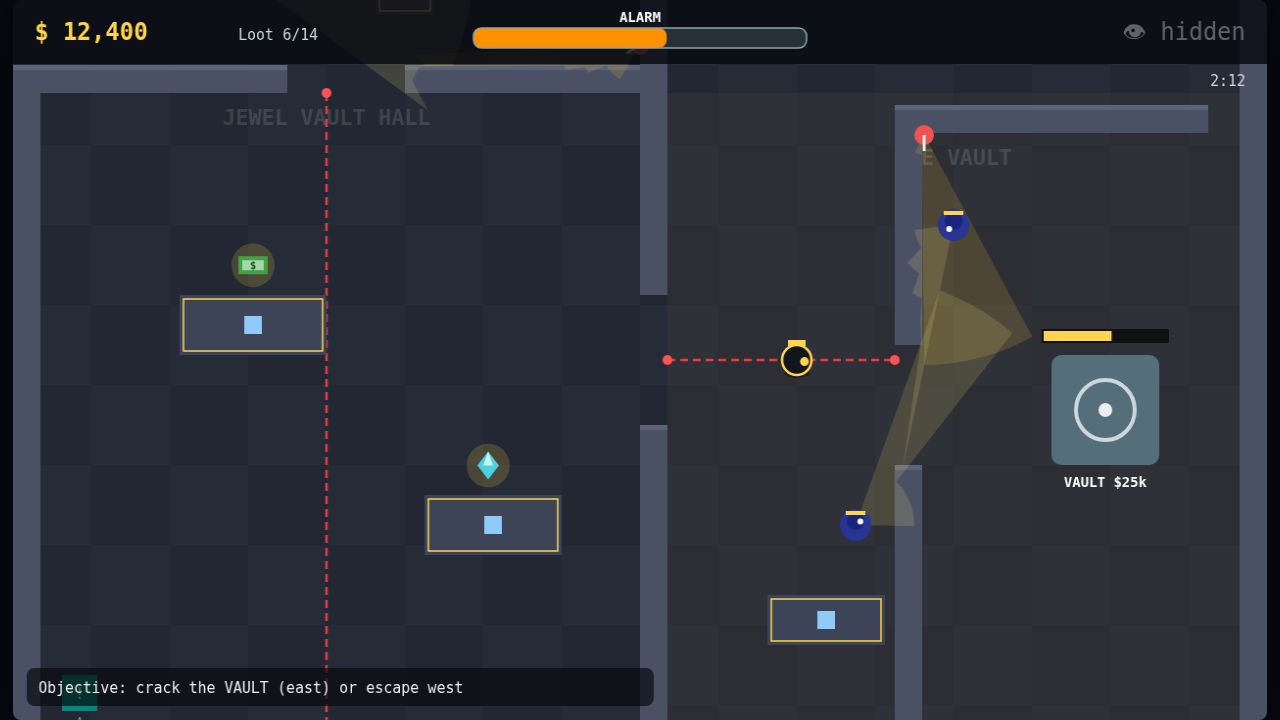 $ 12,400
Loot 6/14
ALARM
hidden
2:12
JEWEL VAULT HALL
E VAULT
$
VAULT $25k
Objective: crack the VAULT (east) or escape west